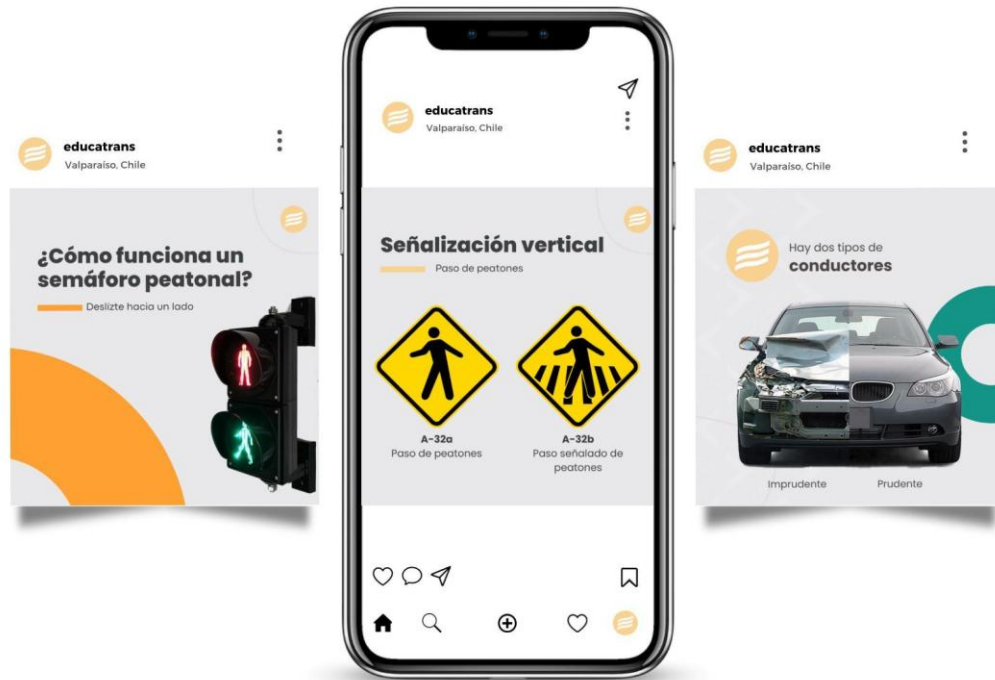 educatrans
Valparaíso, Chile
¿Cómo funciona un
semáforo peatonal?
Deslízte hacia un lado
educatrans
Valparaíso, Chile
Señalización vertical
Paso de peatones
A-32a
Paso de peatones
A-32b
Paso señalado de
peatones
educatrans
Valparaíso, Chile
Hay dos tipos de
conductores
Imprudente
Prudente